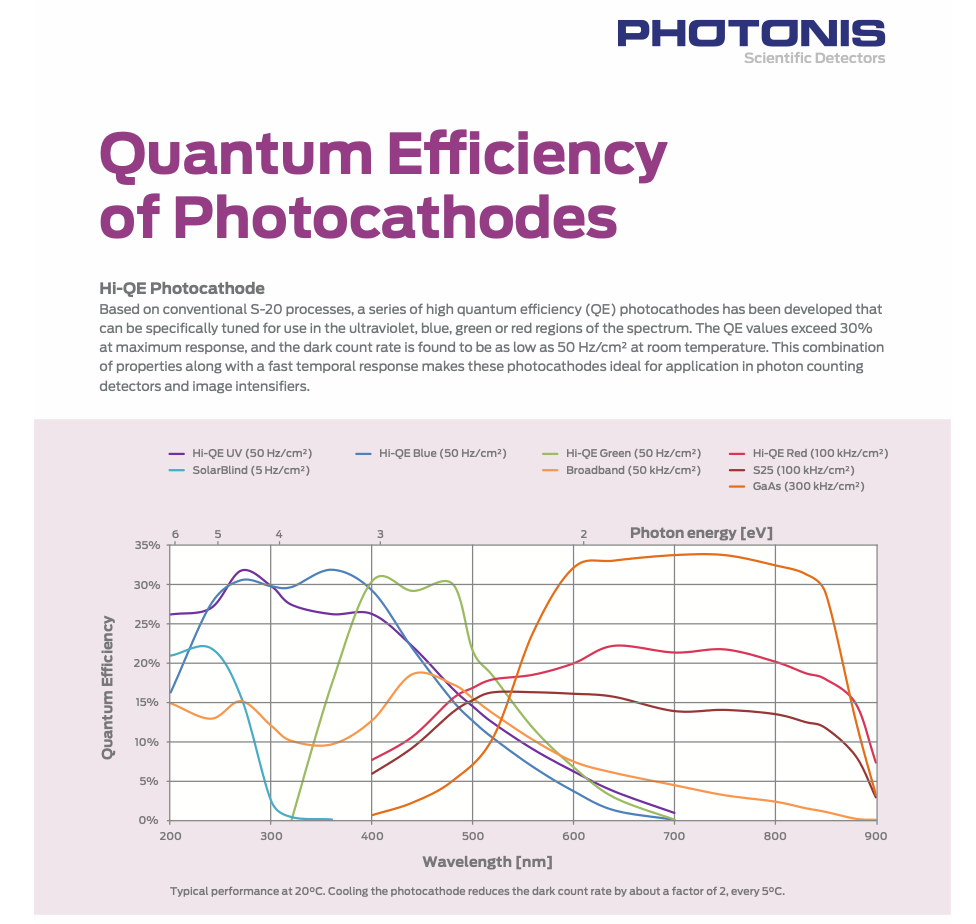 PHOTONIS
Scientific Detectors
Quantum Efficiency
of Photocathodes
Hi-QE Photocathode
Based on conventional S-20 processes, a series of high quantum efficiency (QE) photocathodes has been developed that
can be specifically tuned for use in the ultraviolet, blue, green or red regions of the spectrum. The QE values exceed 30%
at maximum response, and the dark count rate is found to be as low as 50 Hz/cm² at room temperature. This combination
of properties along with a fast temporal response makes these photocathodes ideal for application in photon counting
detectors and image intensifiers.
Hi-QE UV (50 Hz/cm²) Hi-QE Blue (50 Hz/cm²) Hi-QE Green (50 Hz/cm²) Hi-QE Red (100 kHz/cm²)
SolarBlind (5 Hz/cm²) Broadband (50 kHz/cm²) S25 (100 kHz/cm²)
GaAs (300 kHz/cm²)
6 5 4 3 2 Photon energy [eV]
35%
30%
25%
20%
15%
10%
5%
0%
Quantum Efficiency
200 300 400 500 600 700 800 900
Wavelength [nm]
Typical performance at 20ºC. Cooling the photocathode reduces the dark count rate by about a factor of 2, every 5ºC.